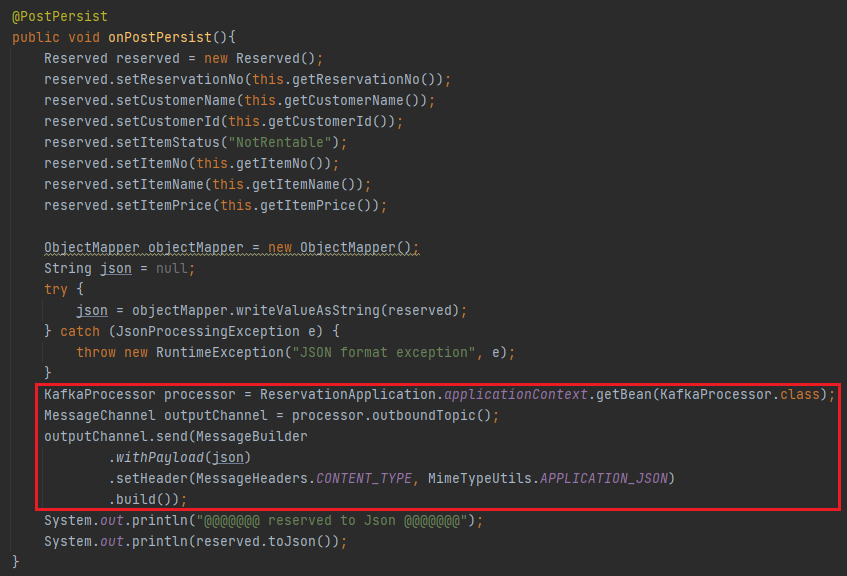 @PostPersist
public void onPostPersist(){
    Reserved reserved = new Reserved();
    reserved.setReservationNo(this.getReservationNo());
    reserved.setCustomerName(this.getCustomerName());
    reserved.setCustomerId(this.getCustomerId());
    reserved.setItemStatus("NotRentable");
    reserved.setItemNo(this.getItemNo());
    reserved.setItemName(this.getItemName());
    reserved.setItemPrice(this.getItemPrice());

    ObjectMapper objectMapper = new ObjectMapper();
    String json = null;
    try {
        json = objectMapper.writeValueAsString(reserved);
    } catch (JsonProcessingException e) {
        throw new RuntimeException("JSON format exception", e);
    }
    KafkaProcessor processor = ReservationApplication.applicationContext.getBean(KafkaProcessor.class);
    MessageChannel outputChannel = processor.outboundTopic();
    outputChannel.send(MessageBuilder
            .withPayload(json)
            .setHeader(MessageHeaders.CONTENT_TYPE, MimeTypeUtils.APPLICATION_JSON)
            .build());
    System.out.println("@@@@@@@ reserved to Json @@@@@@@");
    System.out.println(reserved.toJson());
}